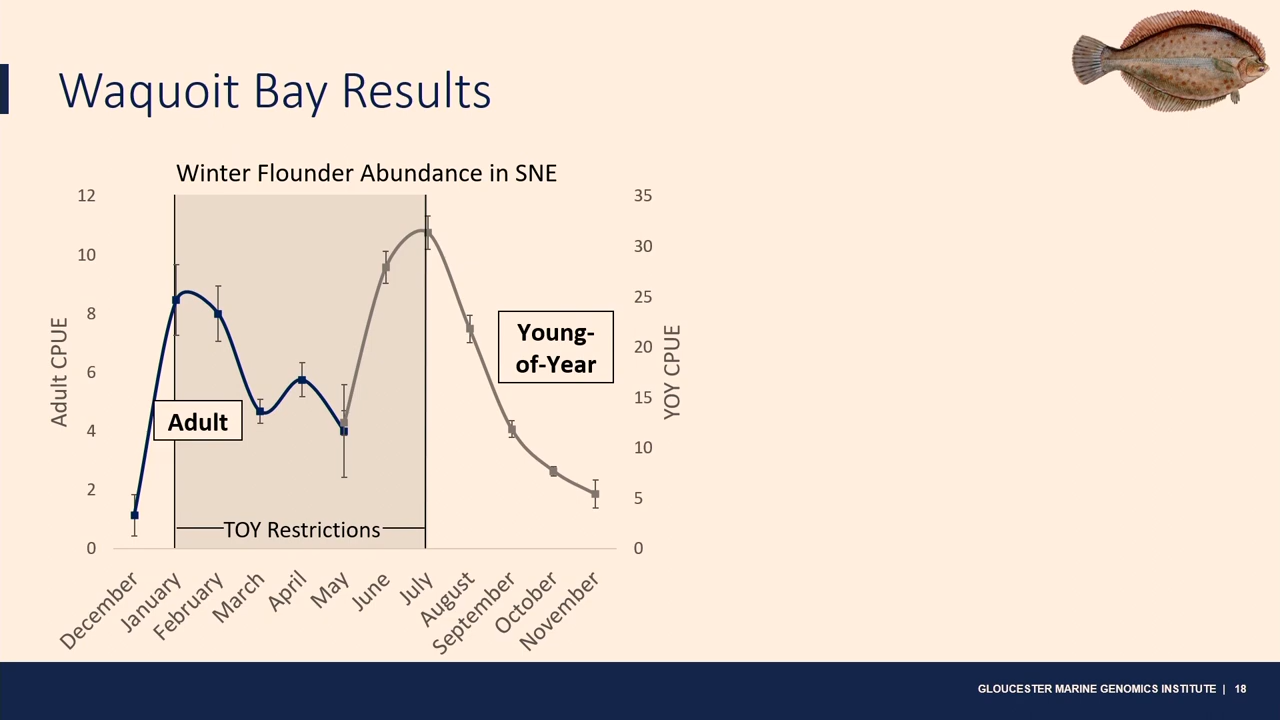 Waquoit Bay Results
Winter Flounder Abundance in SNE
12
10
8
6
4
2
0
Adult CPUE
35
30
25
20
15
10
5
0
YOY CPUE
Adult
Young-
of-Year
TOY Restrictions
December
January
February
March
April
May
June
July
August
September
October
November
GLOUCESTER MARINE GENOMICS INSTITUTE | 18